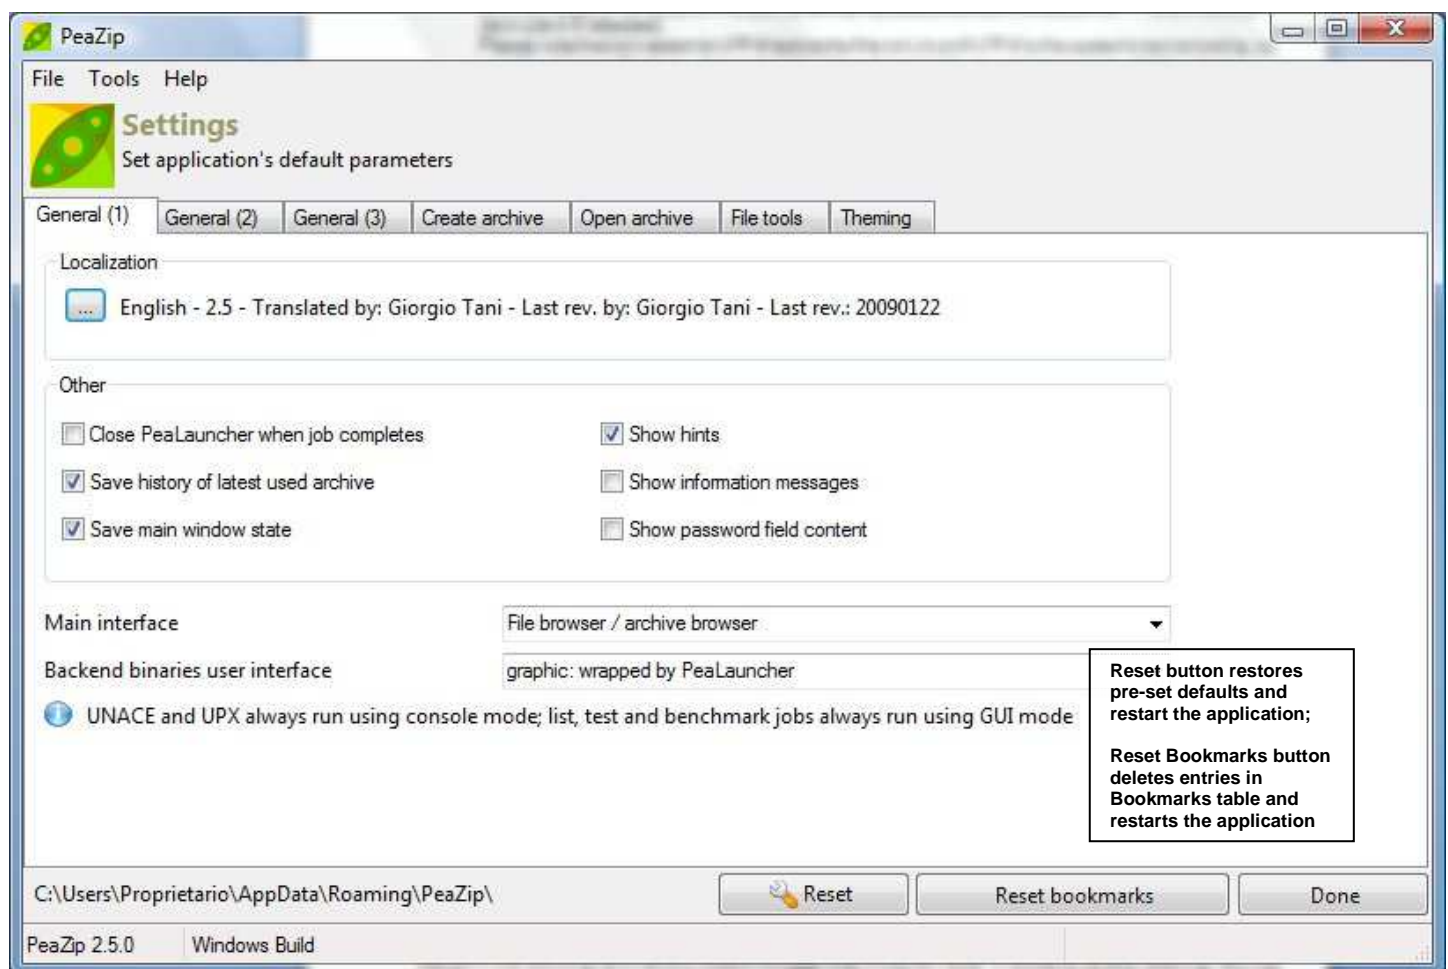 PeaZip
File Tools Help
Settings
Set application's default parameters
General (1) General (2) General (3) Create archive Open archive File tools Theming
Localization
... English - 2.5 - Translated by: Giorgio Tani - Last rev. by: Giorgio Tani - Last rev.: 20090122
Other
Close PeaLauncher when job completes
Show hints
Save history of latest used archive
Show information messages
Save main window state
Show password field content
Main interface
File browser / archive browser
Backend binaries user interface
graphic: wrapped by PeaLauncher
UNACE and UPX always run using console mode; list, test and benchmark jobs always run using GUI mode
Reset button restores
pre-set defaults and
restart the application;
Reset Bookmarks button
deletes entries in
Bookmarks table and
restarts the application
C:\Users\Proprietario\AppData\Roaming\PeaZip\
Reset
Reset bookmarks
Done
PeaZip 2.5.0
Windows Build